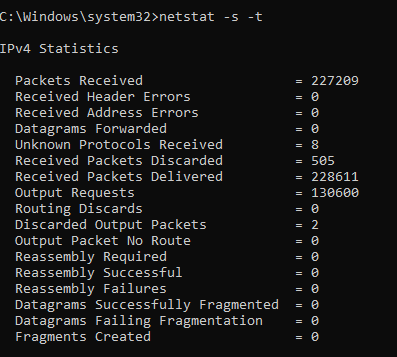 C:\Windows\system32>netstat -s -t
IPv4 Statistics
Packets Received = 227209
Received Header Errors = 0
Received Address Errors = 0
Datagrams Forwarded = 0
Unknown Protocols Received = 8
Received Packets Discarded = 505
Received Packets Delivered = 228611
Output Requests = 130600
Routing Discards = 0
Discarded Output Packets = 2
Output Packet No Route = 0
Reassembly Required = 0
Reassembly Successful = 0
Reassembly Failures = 0
Datagrams Successfully Fragmented = 0
Datagrams Failing Fragmentation = 0
Fragments Created = 0